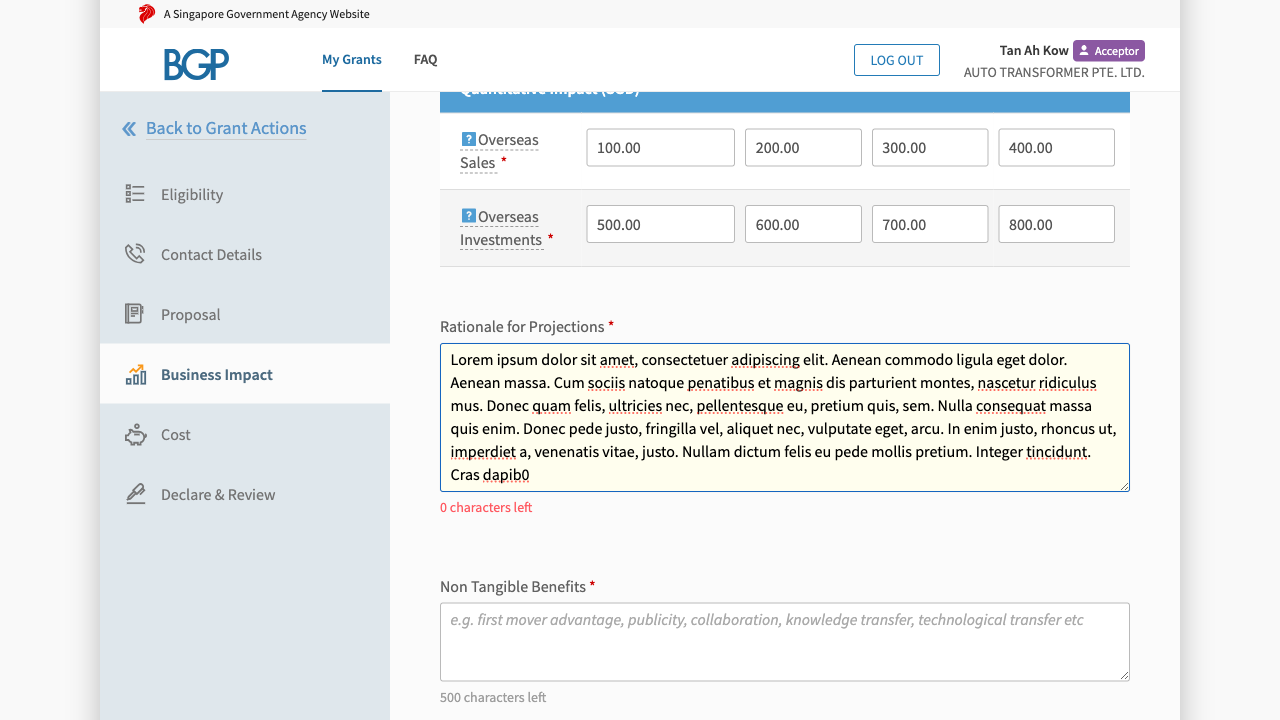 A Singapore Government Agency Website
BGP
My Grants
FAQ
LOG OUT
Tan Ah Kow
Acceptor
AUTO TRANSFORMER PTE. LTD.
Back to Grant Actions
Eligibility
Contact Details
Proposal
Business Impact
Cost
Declare & Review
Quantitative Impact (SGD)
? Overseas
Sales *
100.00
200.00
300.00
400.00
? Overseas
Investments *
500.00
600.00
700.00
800.00
Rationale for Projections *
Lorem ipsum dolor sit amet, consectetuer adipiscing elit. Aenean commodo ligula eget dolor.
Aenean massa. Cum sociis natoque penatibus et magnis dis parturient montes, nascetur ridiculus
mus. Donec quam felis, ultricies nec, pellentesque eu, pretium quis, sem. Nulla consequat massa
quis enim. Donec pede justo, fringilla vel, aliquet nec, vulputate eget, arcu. In enim justo, rhoncus ut,
imperdiet a, venenatis vitae, justo. Nullam dictum felis eu pede mollis pretium. Integer tincidunt.
Cras dapib0
0 characters left
Non Tangible Benefits *
e.g. first mover advantage, publicity, collaboration, knowledge transfer, technological transfer etc
500 characters left